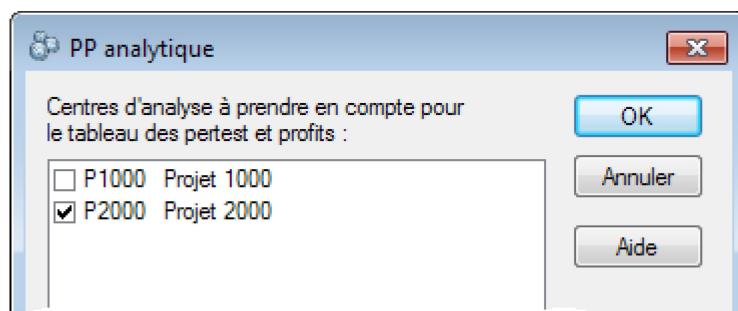 PP analytique
Centres d'analyse à prendre en compte pour
le tableau des pertest et profits :
OK
P1000 Projet 1000
Annuler
P2000 Projet 2000
Aide